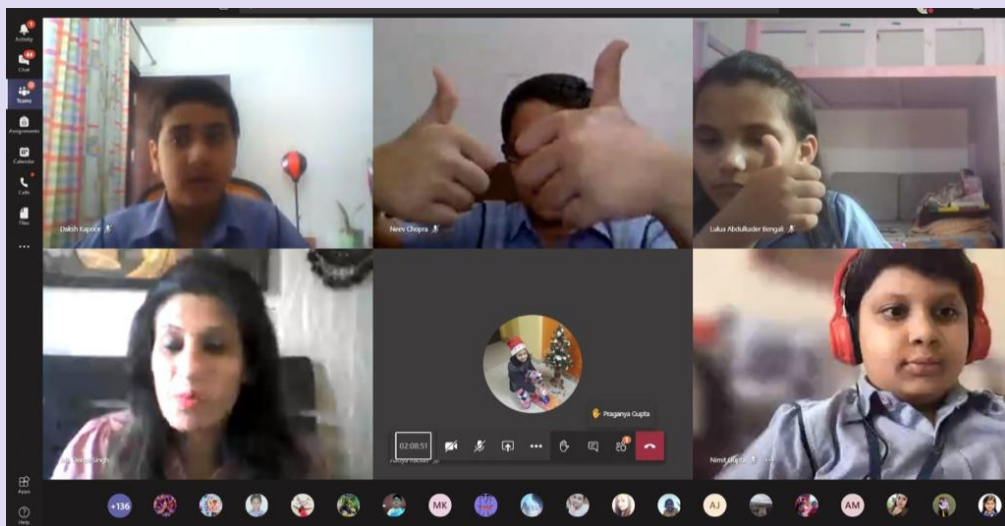 Activity
Chat
Teams
Assignments
Calendar
Calls
Files
Daksh Kapoor
Neev Chopra
Lulua Abdulkader Bengali
Singh
Praganya Gupta
02:08:51
Nimit Gupta
Apps
Help
+136
MK
AJ
AM